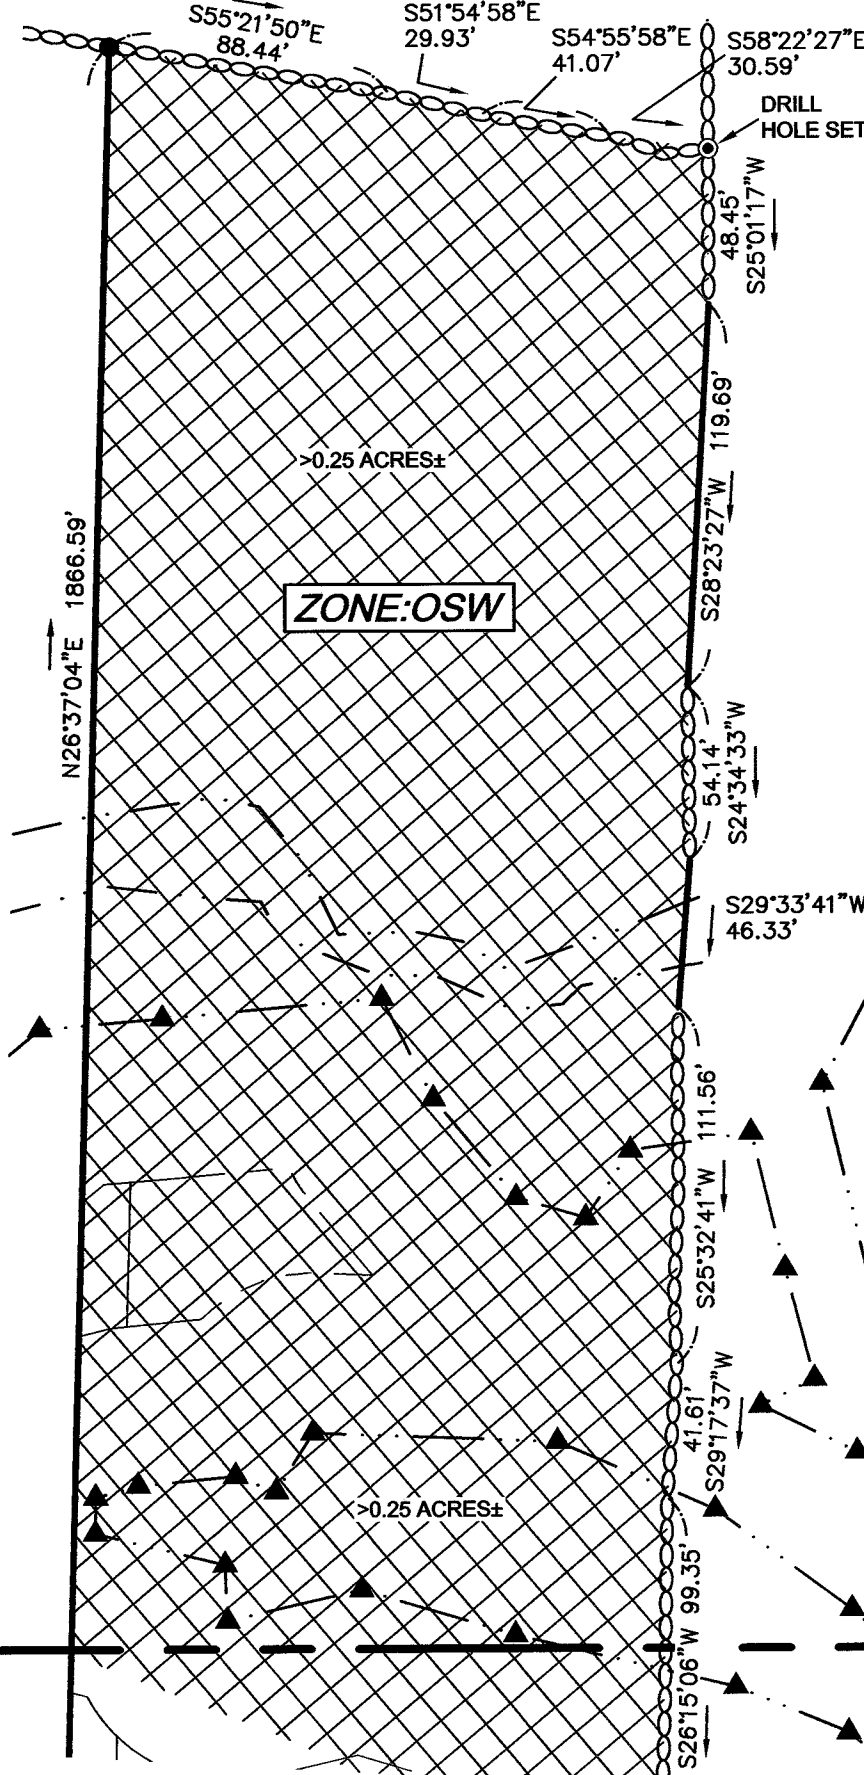 S55°21'50"E
88.44'
S51°54'58"E
29.93'
S54°55'58"E
41.07'
S58°22'27"E
30.59'
DRILL
HOLE SET
48.45'
S25°01'17"W
119.69'
S28°23'27"W
>0.25 ACRES±
N26°37'04"E 1866.59'
ZONE:OSW
54.14'
S24°34'33"W
S29°33'41"W
46.33'
111.56'
S25°32'41"W
41.61'
S29°17'37"W
>0.25 ACRES±
S26°15'06"W 99.35'